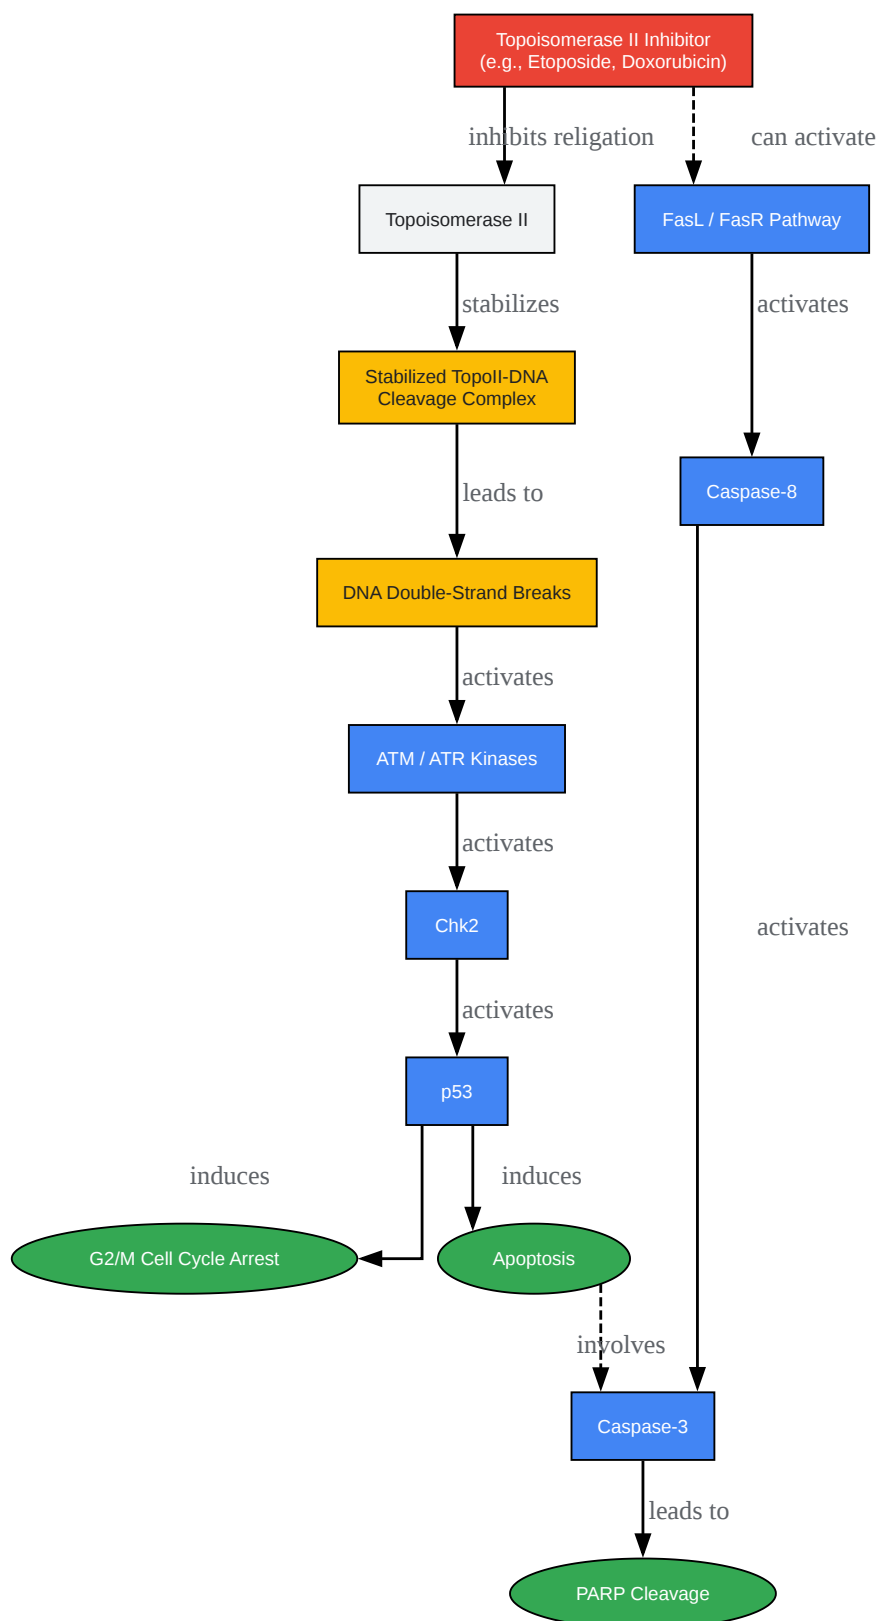 Topoisomerase II Inhibitor
(e.g., Etoposide, Doxorubicin)
inhibits religation
can activate
Topoisomerase II
FasL / FasR Pathway
stabilizes
activates
Stabilized TopoII-DNA
Cleavage Complex
leads to
Caspase-8
DNA Double-Strand Breaks
activates
ATM / ATR Kinases
activates
Chk2
activates
activates
p53
induces
induces
G2/M Cell Cycle Arrest
Apoptosis
involves
Caspase-3
leads to
PARP Cleavage